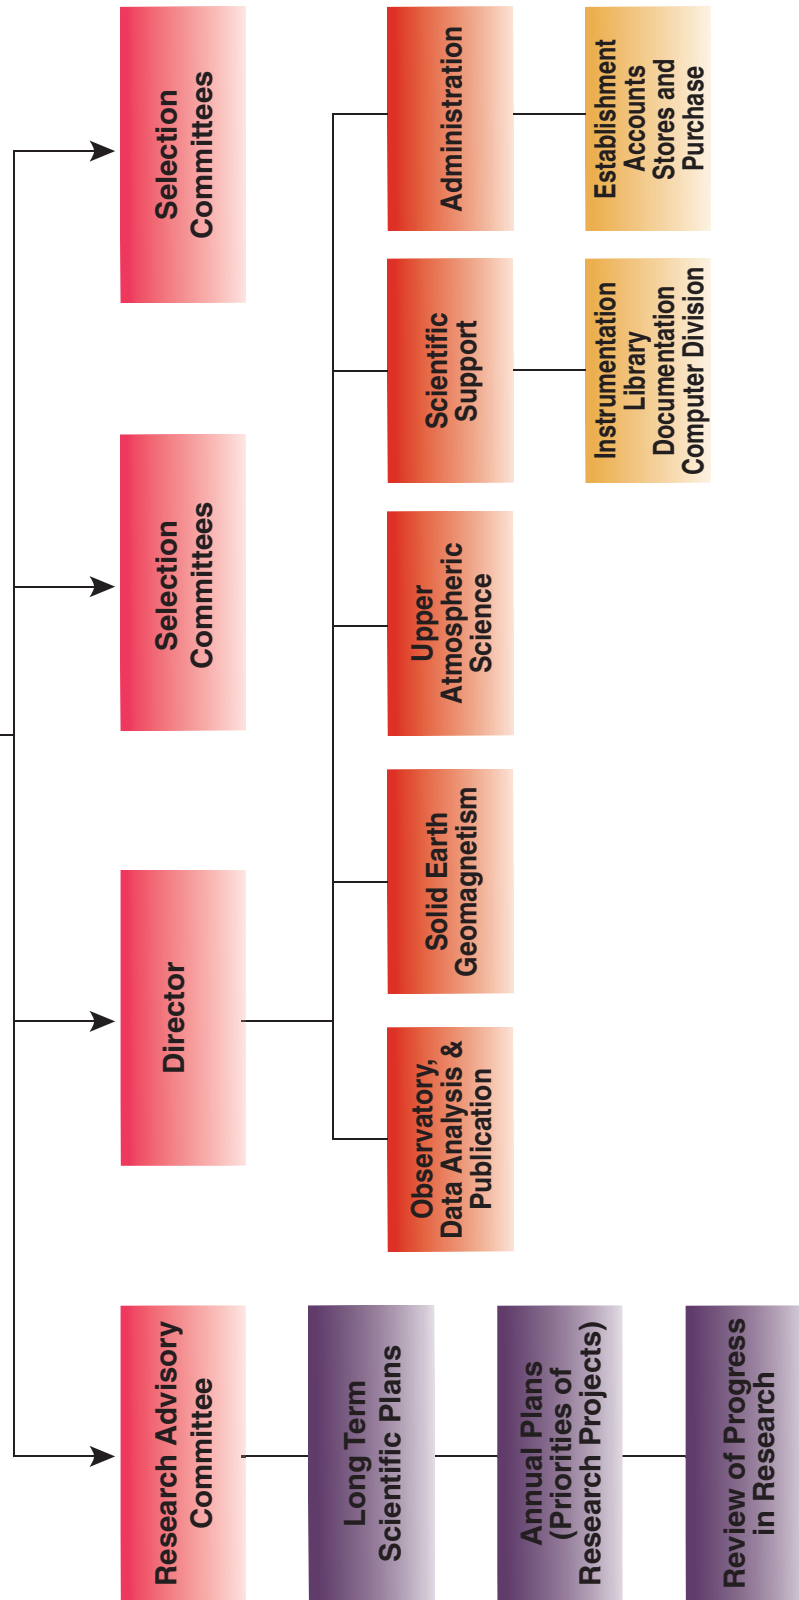 Research Advisory
Committee
Director
Selection
Committees
Selection
Committees
Long Term
Scientific Plans
Annual Plans
(Priorities of
Research Projects)
Review of Progress
in Research
Observatory,
Data Analysis &
Publication
Solid Earth
Geomagnetism
Upper
Atmospheric
Science
Scientific
Support
Administration
Instrumentation
Library
Documentation
Computer Division
Establishment
Accounts
Stores and
Purchase